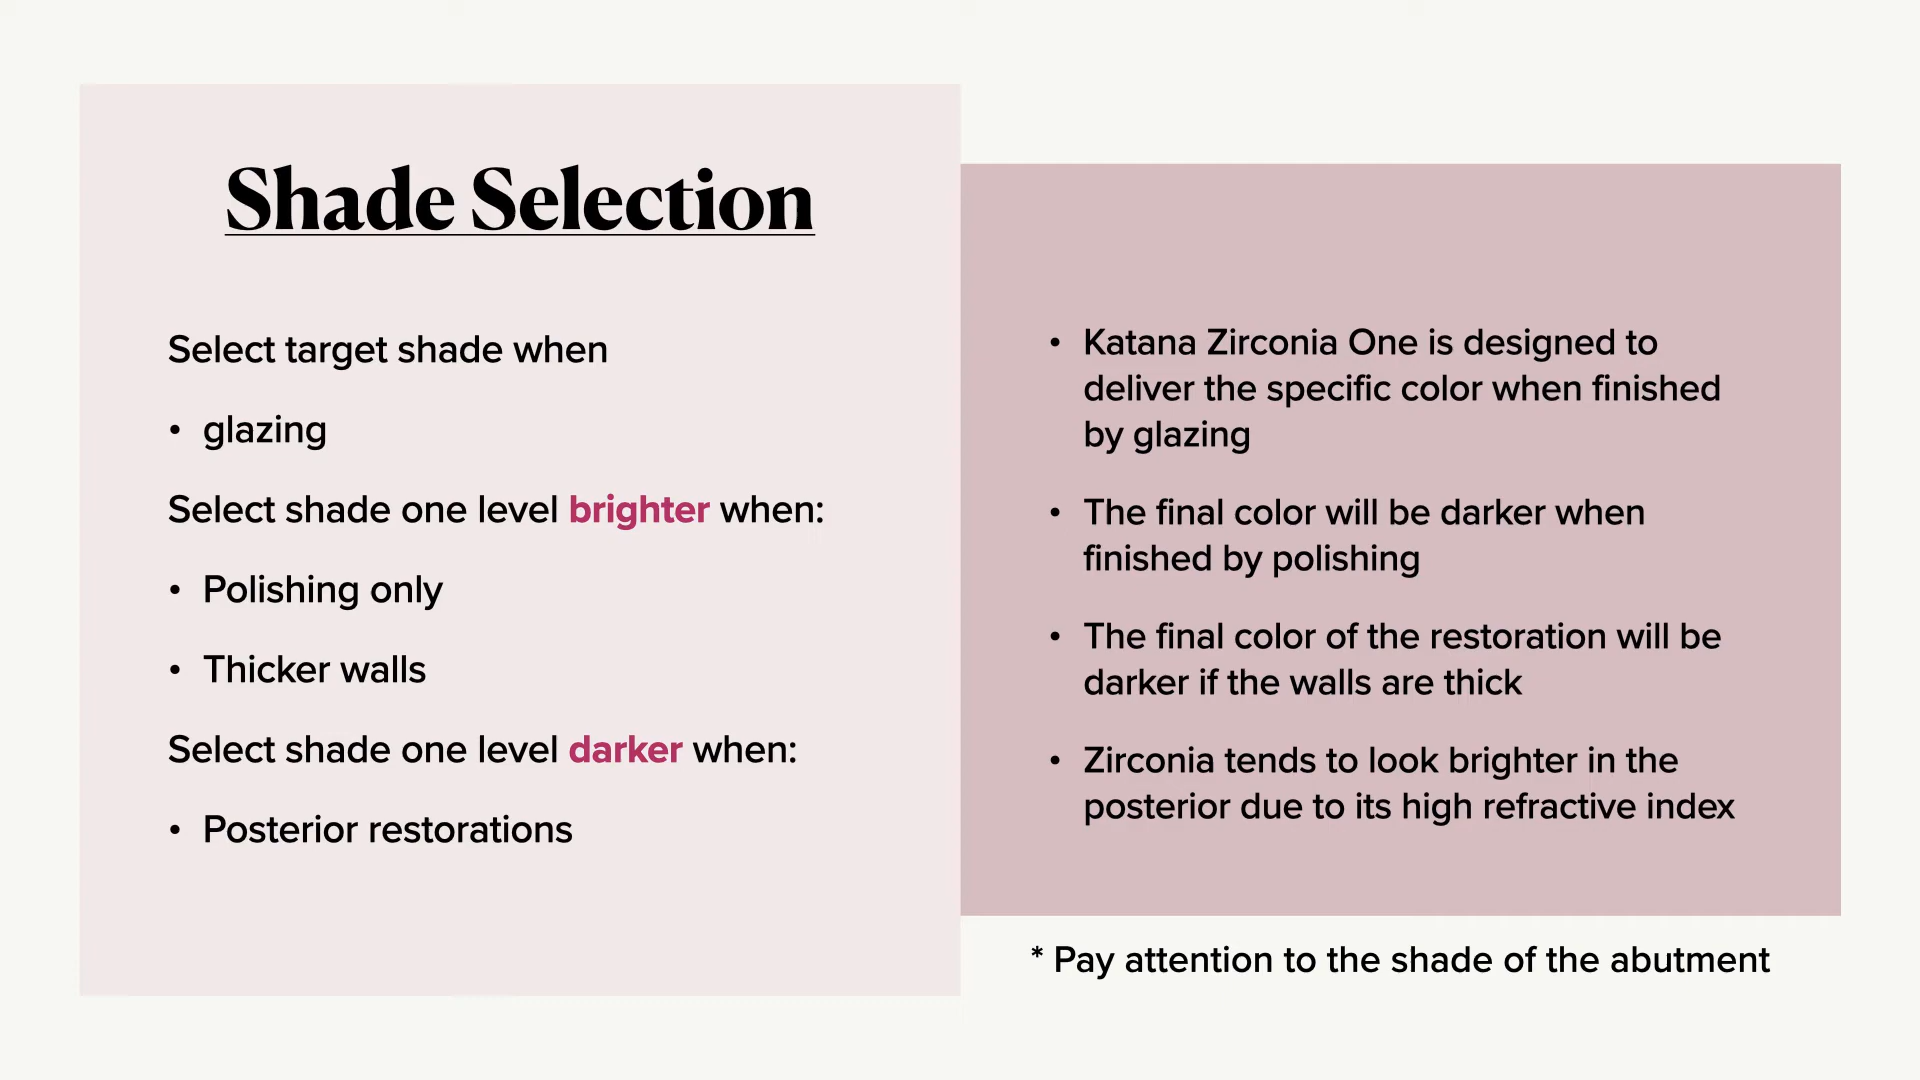 Shade Selection
Select target shade when
• glazing
Select shade one level brighter when:
• Polishing only
• Thicker walls
Select shade one level darker when:
• Posterior restorations
• Katana Zirconia One is designed to
deliver the specific color when finished
by glazing
• The final color will be darker when
finished by polishing
• The final color of the restoration will be
darker if the walls are thick
• Zirconia tends to look brighter in the
posterior due to its high refractive index
* Pay attention to the shade of the abutment